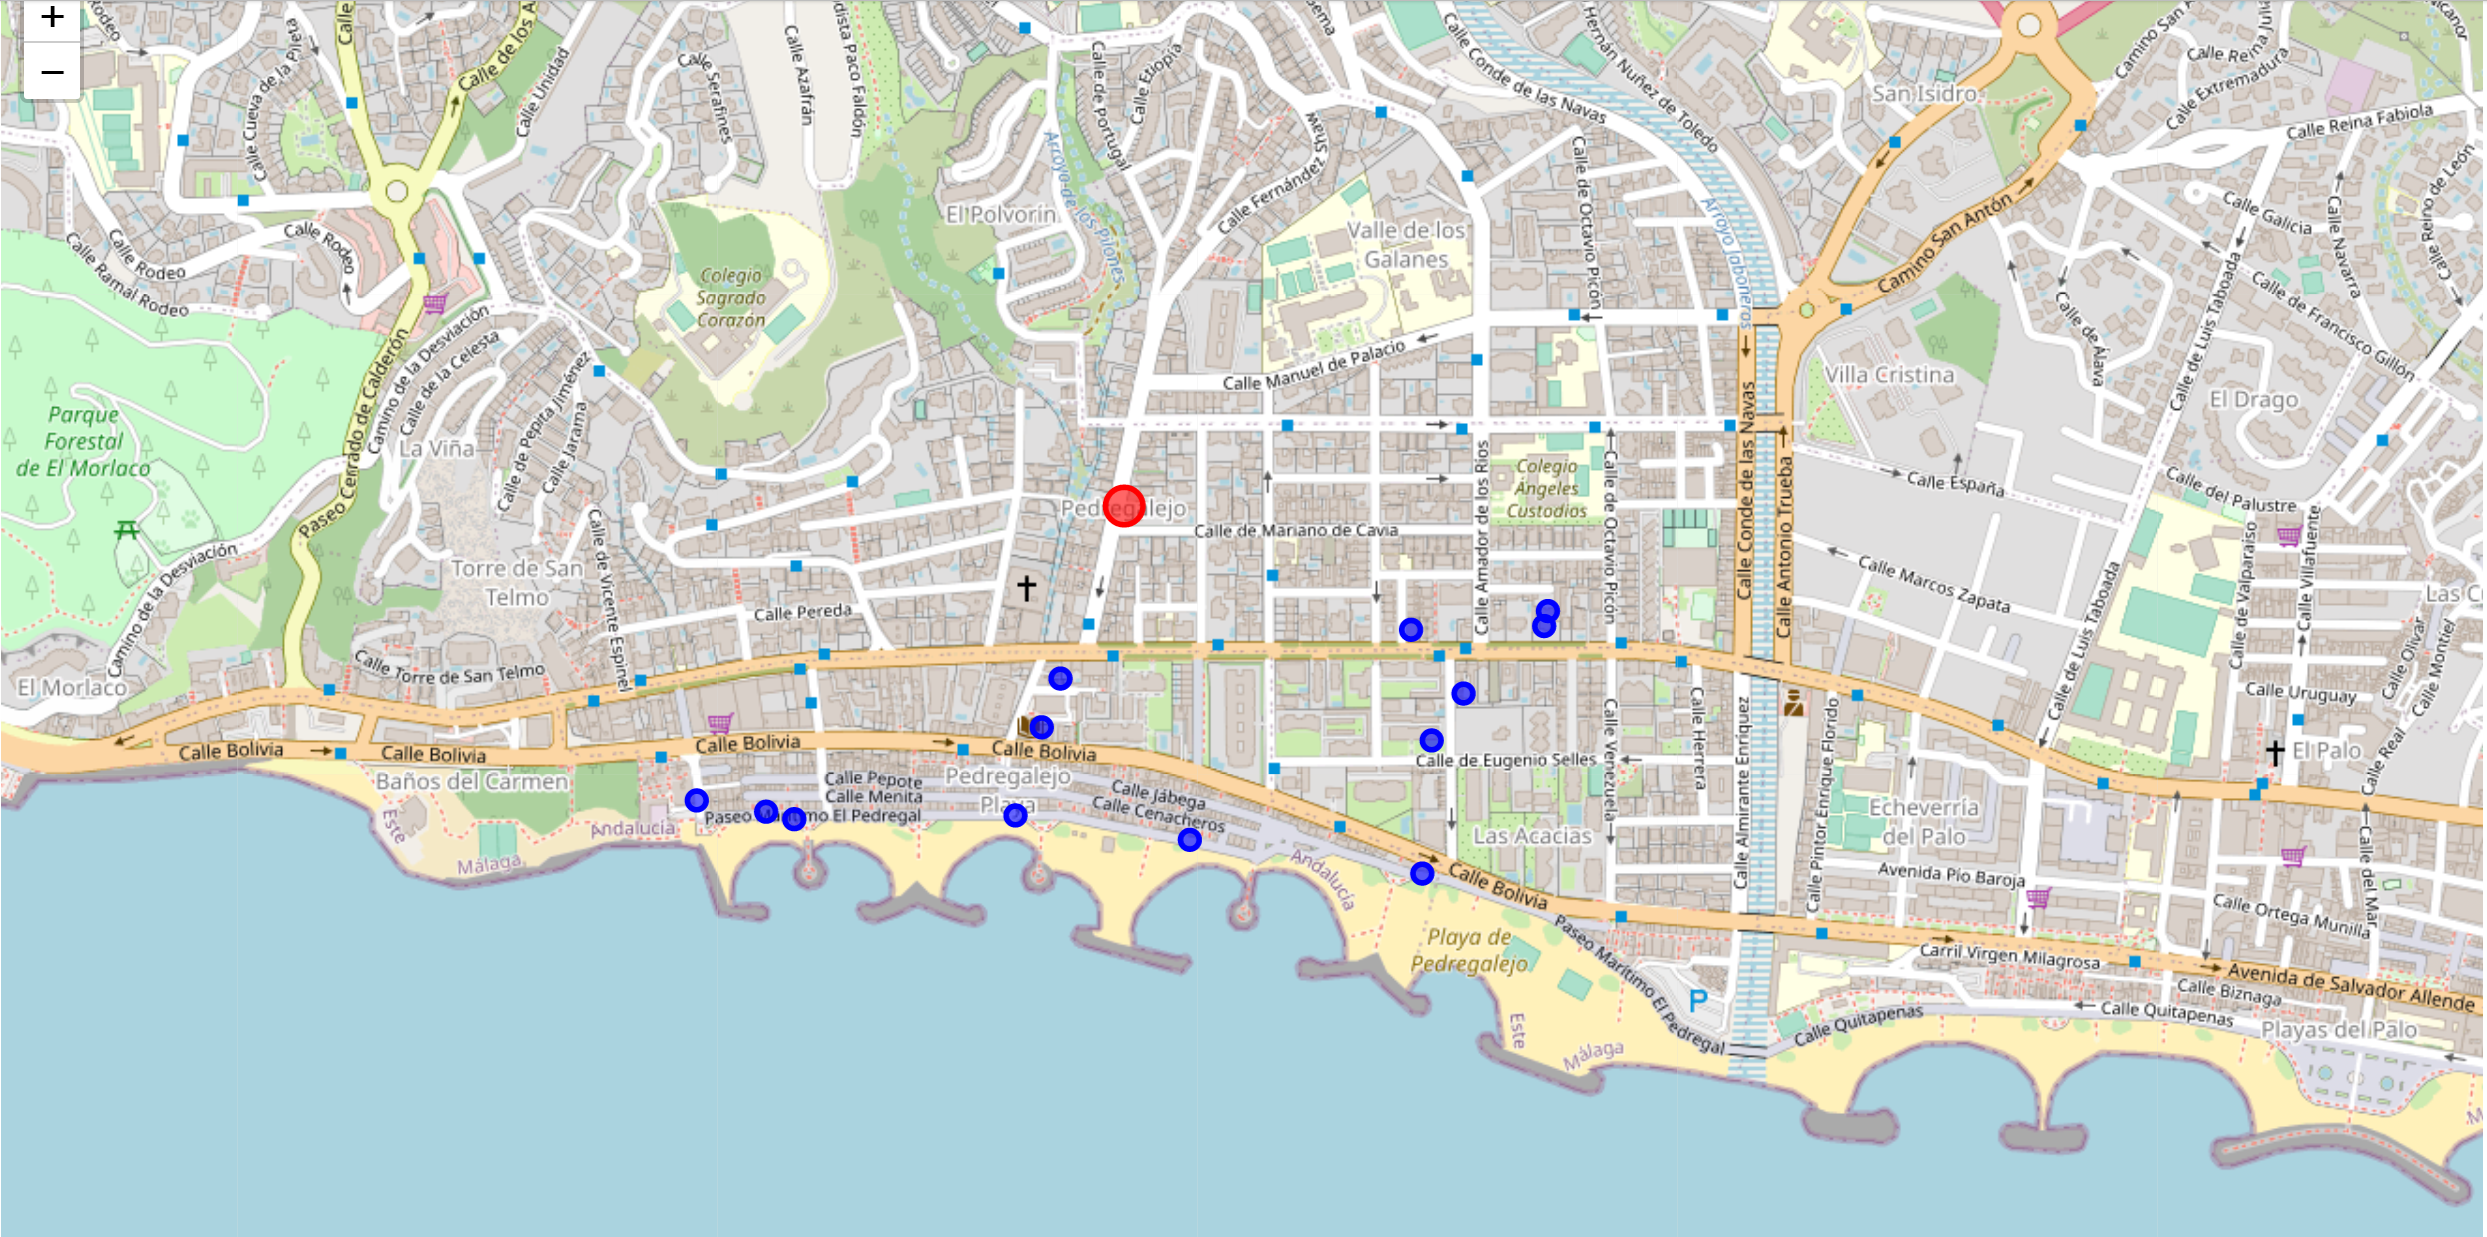 +
−
Rodeo
Calle Cueva de la Pileta
Calle
Calle de los A
Calle Unidad
Calle Serafines
Calle Azafrán
dista Paco Faldón
Calle de Portugal
Calle Etiopía
Calle Fernández Shaw
Calle Conde de las Navas
Hernán Núñez de Toledo
San Isidro
Camino San A
Calle Reina J
Calle Extremadura
Calle Reina Fabiola
Calle Reino de León
Calle Rodeo
Calle Rodeo
Calle Ramal Rodeo
El Polvorín
Arroyo de los Pilones
Valle de los
Galanes
Calle de Octavio Picón
Arroyo Jaboneros
Camino San Antón
Calle Galicia
Calle Navarra
Calle de Francisco Gillón
Calle de Álava
Calle de Luis Taboada
Colegio
Sagrado
Corazón
Parque
Forestal
de El Morlaco
Paseo Cerrado de Calderón
Camino de la Desviación
Calle de la Celesta
La Viña
Calle de Pepita Jiménez
Calle Jarama
Calle Manuel de Palacio
Villa Cristina
El Drago
Colegio
Ángeles
Custodios
Calle Amador de los Ríos
Calle de Octavio Picón
Calle Conde de las Navas
Calle Antonio Trueba
Calle España
Calle del Palustre
Calle Marcos Zapata
Calle de Valparaiso
Calle Villafuente
Pedregalejo
Calle de Mariano de Cavia
Camino de la Desviación
Torre de San
Telmo
Calle de Vicente Espinel
Calle Pereda
Calle Torre de San Telmo
El Morlaco
Calle de Luis Taboada
Las C
Calle Olivar
Calle Montiel
Calle Uruguay
Calle Real
El Palo
Calle Bolivia
Calle Bolivia
Calle Bolivia
Calle Bolivia
Baños del Carmen
Pedregalejo
Playa
Calle Pepote
Calle Menita
Paseo Marítimo El Pedregal
Calle Jábega
Calle Cenacheros
Calle de Eugenio Selles
Calle Venezuela
Calle Herrera
Calle Almirante Enríquez
Calle Pintor Enrique Florido
Las Acacias
Echeverría
del Palo
Avenida Pío Baroja
Calle del Mar
Calle Ortega Munilla
Este
Málaga
Andalucía
Andalucía
Calle Bolivia
Playa de
Pedregalejo
Paseo Marítimo El Pedregal
P
Este
Málaga
Carril Virgen Milagrosa
Avenida de Salvador Allende
Calle Biznaga
Calle Quitapenas
Calle Quitapenas
Playas del Palo